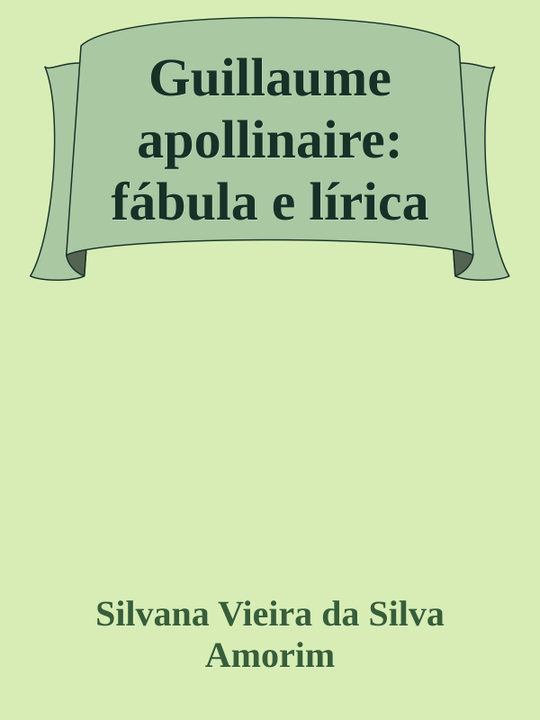 Guillaume
apollinaire:
fábula e lírica
Silvana Vieira da Silva
Amorim